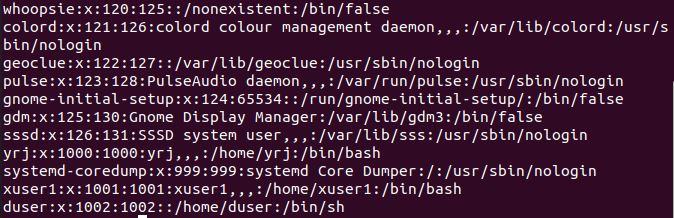 whoopsie:x:120:125::/nonexistent:/bin/false
colord:x:121:126:colord colour management daemon,,,:/var/lib/colord:/usr/s
bin/nologin
geoclue:x:122:127::/var/lib/geoclue:/usr/sbin/nologin
pulse:x:123:128:PulseAudio daemon,,,:/var/run/pulse:/usr/sbin/nologin
gnome-initial-setup:x:124:65534::/run/gnome-initial-setup/:/bin/false
gdm:x:125:130:Gnome Display Manager:/var/lib/gdm3:/bin/false
sssd:x:126:131:SSSD system user,,,:/var/lib/sss:/usr/sbin/nologin
yrj:x:1000:1000:yrj,,,:/home/yrj:/bin/bash
systemd-coredump:x:999:999:systemd Core Dumper:/:/usr/sbin/nologin
xuser1:x:1001:1001:xuser1,,,:/home/xuser1:/bin/bash
duser:x:1002:1002::/home/duser:/bin/sh